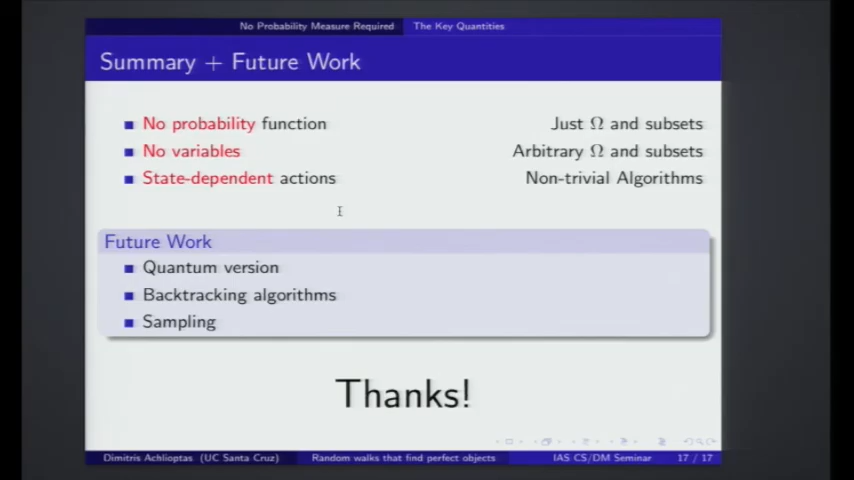 No Probability Measure Required The Key Quantities
Summary + Future Work
No probability function Just Ω and subsets
No variables Arbitrary Ω and subsets
State-dependent actions Non-trivial Algorithms
Future Work
Quantum version
Backtracking algorithms
Sampling
Thanks!
Dimitris Achlioptas (UC Santa Cruz) Random walks that find perfect objects IAS CS/DM Seminar 17 / 17